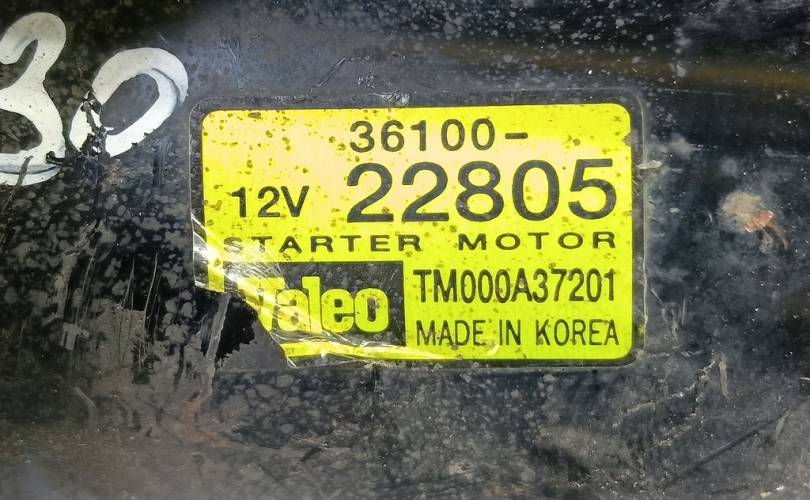 30
36100-
12V 22805
STARTER MOTOR
Valeo TM000A37201
MADE IN KOREA